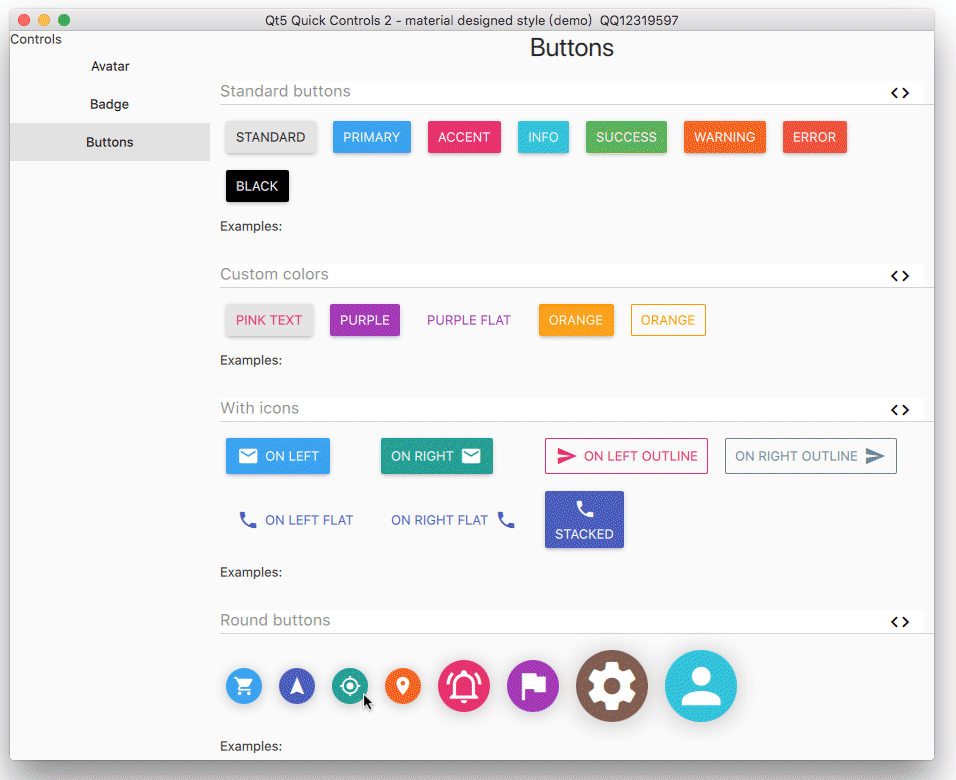 Qt5 Quick Controls 2 - material designed style (demo)  QQ12319597
Controls
Avatar
Badge
Buttons
Buttons
Standard buttons
<>
STANDARD PRIMARY ACCENT INFO SUCCESS WARNING ERROR
BLACK
Examples:
Custom colors
<>
PINK TEXT PURPLE PURPLE FLAT ORANGE ORANGE
Examples:
With icons
<>
ON LEFT ON RIGHT ON LEFT OUTLINE ON RIGHT OUTLINE
ON LEFT FLAT ON RIGHT FLAT STACKED
Examples:
Round buttons
<>
Examples: